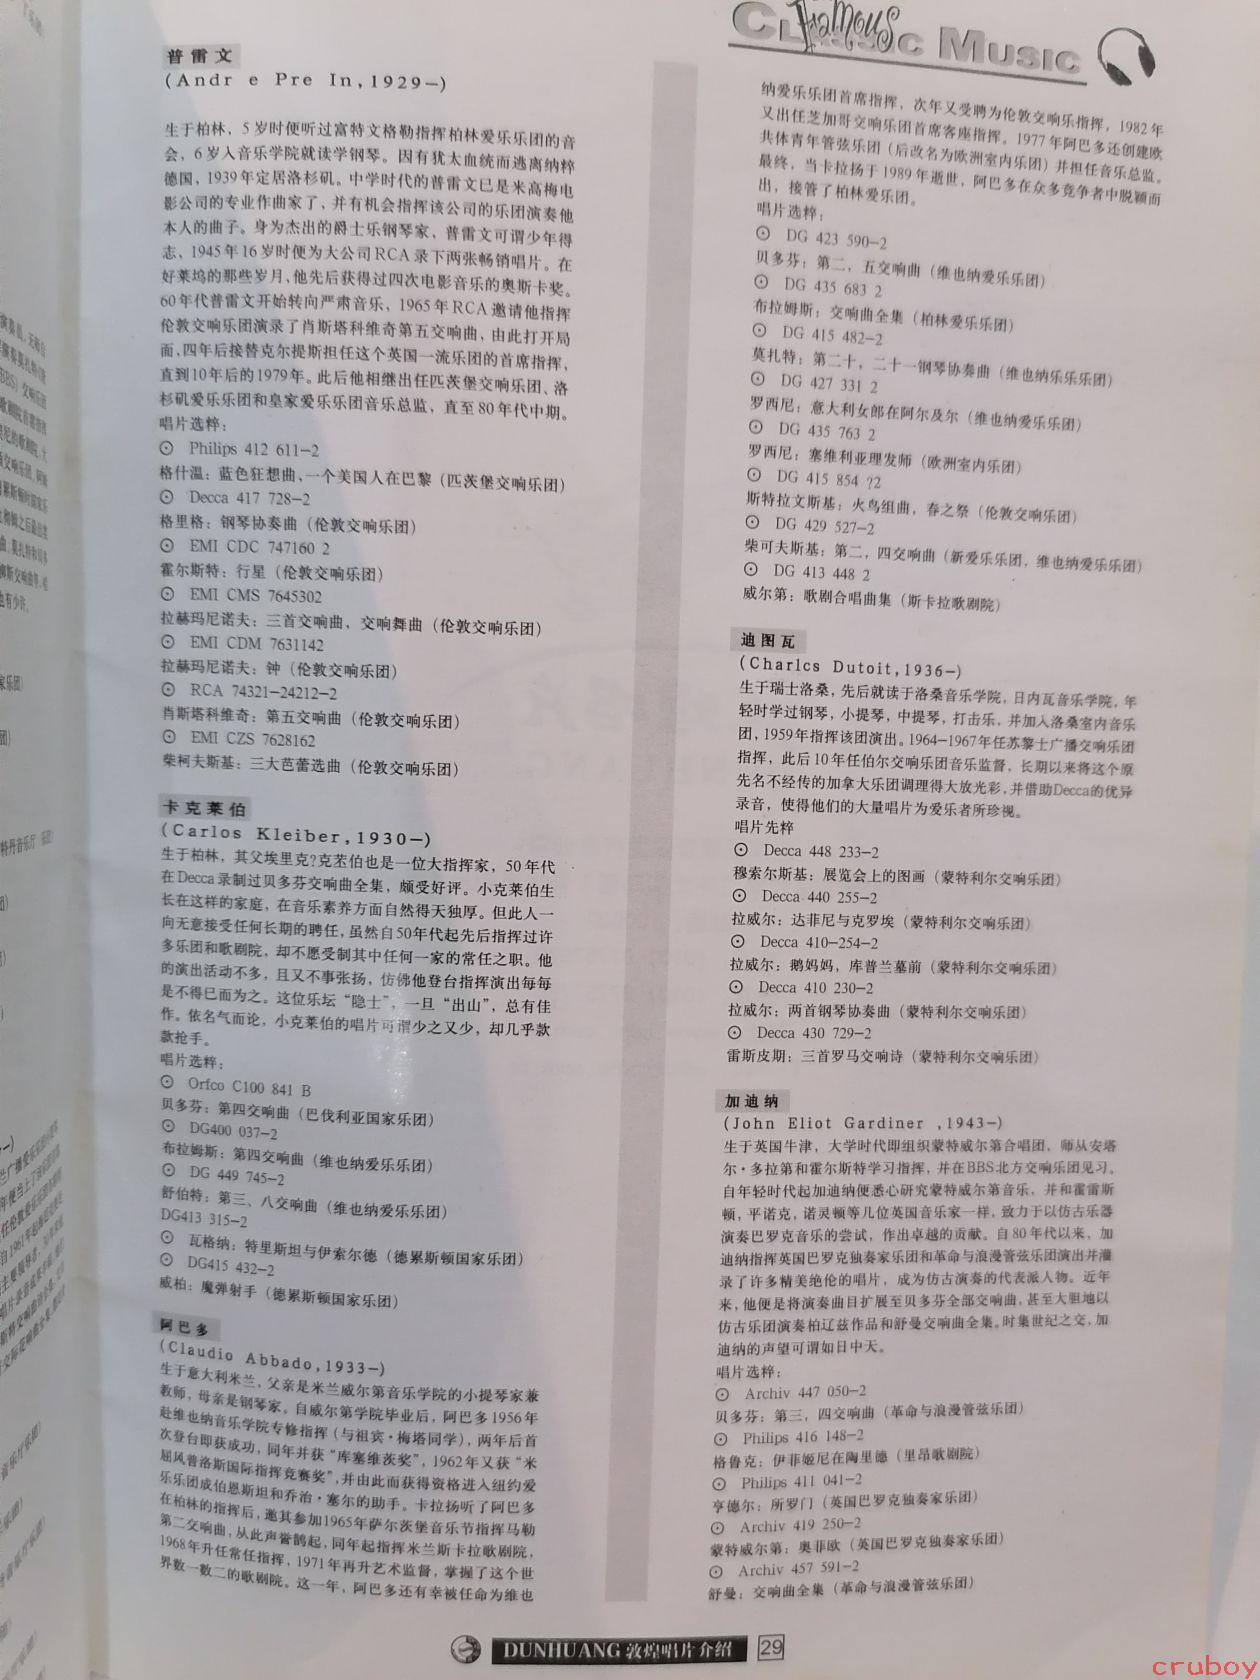 Famous
CLASSIC MUSIC
普雷文
(Andr e Pre In,1929—)
生于柏林，5岁时便听过富特文格勒指挥柏林爱乐乐团的音
会，6岁入音乐学院就读学钢琴。因有犹太血统而逃离纳粹
德国，1939年定居洛杉矶。中学时代的普雷文已是米高梅电
影公司的专业作曲家了，并有机会指挥该公司的乐团演奏他
本人的曲子。身为杰出的爵士乐钢琴家，普雷文可谓少年得
志，1945年16岁时便为大公司RCA录下两张畅销唱片。在
好莱坞的那些岁月，他先后获得过四次电影音乐的奥斯卡奖。
60年代普雷文开始转向严肃音乐，1965年RCA邀请他指挥
伦敦交响乐团演录了肖斯塔科维奇第五交响曲，由此打开局
面，四年后接替克尔提斯担任这个英国一流乐团的首席指挥，
直到10年后的1979年。此后他相继出任匹茨堡交响乐团、洛
杉矶爱乐乐团和皇家爱乐乐团音乐总监，直至80年代中期。
唱片选粹：
⊙ Philips 412 611—2
格什温：蓝色狂想曲，一个美国人在巴黎（匹茨堡交响乐团）
⊙ Decca 417 728—2
格里格：钢琴协奏曲（伦敦交响乐团）
⊙ EMI CDC 747160 2
霍尔斯特：行星（伦敦交响乐团）
⊙ EMI CMS 7645302
拉赫玛尼诺夫：三首交响曲，交响舞曲（伦敦交响乐团）
⊙ EMI CDM 7631142
拉赫玛尼诺夫：钟（伦敦交响乐团）
⊙ RCA 74321—24212—2
肖斯塔科维奇：第五交响曲（伦敦交响乐团）
⊙ EMI CZS 7628162
柴柯夫斯基：三大芭蕾选曲（伦敦交响乐团）
卡克莱伯
(Carlos Kleiber,1930—)
生于柏林，其父埃里克?克莱伯也是一位大指挥家，50年代
在Decca录制过贝多芬交响曲全集，颇受好评。小克莱伯生
长在这样的家庭，在音乐素养方面自然得天独厚。但此人一
向无意接受任何长期的聘任，虽然自50年代起先后指挥过许
多乐团和歌剧院，却不愿受制其中任何一家的常任之职。他
的演出活动不多，且又不事张扬，仿佛他登台指挥演出每每
是不得已而为之。这位乐坛“隐士”，一旦“出山”，总有佳
作。依名气而论，小克莱伯的唱片可谓少之又少，却几乎款
款抢手。
唱片选粹：
⊙ Orfco C100 841 B
贝多芬：第四交响曲（巴伐利亚国家乐团）
⊙ DG400 037—2
布拉姆斯：第四交响曲（维也纳爱乐乐团）
⊙ DG 449 745—2
舒伯特：第三、八交响曲（维也纳爱乐乐团）
DG413 315—2
⊙ 瓦格纳：特里斯坦与伊索尔德（德累斯顿国家乐团）
⊙ DG415 432—2
威柏：魔弹射手（德累斯顿国家乐团）
阿巴多
(Claudio Abbado,1933—)
生于意大利米兰，父亲是米兰威尔第音乐学院的小提琴家兼
教师，母亲是钢琴家。自威尔第学院毕业后，阿巴多1956年
赴维也纳音乐学院专修指挥（与祖宾·梅塔同学），两年后首
次登台即获成功，同年并获“库塞维茨奖”，1962年又获“米
屈风普洛斯国际指挥竞赛奖”，并由此而获得资格进入纽约爱
乐乐团成伯恩斯坦和乔治·塞尔的助手。卡拉扬听了阿巴多
在柏林的指挥后，邀其参加1965年萨尔茨堡音乐节指挥马勒
第二交响曲，从此声誉鹊起，同年起指挥米兰斯卡拉歌剧院，
1968年升任常任指挥，1971年再升艺术监督，掌握了这个世
界数一数二的歌剧院。这一年，阿巴多还有幸被任命为维也
纳爱乐乐团首席指挥，次年又受聘为伦敦交响乐指挥，1982年
又出任芝加哥交响乐团首席客座指挥。1977年阿巴多还创建欧
共体青年管弦乐团（后改名为欧洲室内乐团）并担任音乐总监。
最终，当卡拉扬于1989年逝世，阿巴多在众多竞争者中脱颖而
出，接管了柏林爱乐团。
唱片选粹：
⊙ DG 423 590—2
贝多芬：第二，五交响曲（维也纳爱乐乐团）
⊙ DG 435 683 2
布拉姆斯：交响曲全集（柏林爱乐乐团）
⊙ DG 415 482—2
莫扎特：第二十，二十一钢琴协奏曲（维也纳乐乐乐团）
⊙ DG 427 331 2
罗西尼：意大利女郎在阿尔及尔（维也纳爱乐乐团）
⊙ DG 435 763 2
罗西尼：塞维利亚理发师（欧洲室内乐团）
⊙ DG 415 854 ?2
斯特拉文斯基：火鸟组曲，春之祭（伦敦交响乐团）
⊙ DG 429 527—2
柴可夫斯基：第二，四交响曲（新爱乐乐团，维也纳爱乐乐团）
⊙ DG 413 448 2
威尔第：歌剧合唱曲集（斯卡拉歌剧院）
迪图瓦
(Charlcs Dutoit,1936—)
生于瑞士洛桑，先后就读于洛桑音乐学院，日内瓦音乐学院，年
轻时学过钢琴，小提琴，中提琴，打击乐，并加入洛桑室内音乐
团，1959年指挥该团演出。1964—1967年任苏黎士广播交响乐团
指挥，此后10年任伯尔交响乐团音乐监督，长期以来将这个原
先名不经传的加拿大乐团调理得大放光彩，并借助Decca的优异
录音，使得他们的大量唱片为爱乐者所珍视。
唱片先粹
⊙ Decca 448 233—2
穆索尔斯基：展览会上的图画（蒙特利尔交响乐团）
⊙ Decca 440 255—2
拉威尔：达菲尼与克罗埃（蒙特利尔交响乐团）
⊙ Decca 410—254—2
拉威尔：鹅妈妈，库普兰墓前（蒙特利尔交响乐团）
⊙ Decca 410 230—2
拉威尔：两首钢琴协奏曲（蒙特利尔交响乐团）
⊙ Decca 430 729—2
雷斯皮期：三首罗马交响诗（蒙特利尔交响乐团）
加迪纳
(John Eliot Gardiner ,1943—)
生于英国牛津，大学时代即组织蒙特威尔第合唱团，师从安塔
尔·多拉第和霍尔斯特学习指挥，并在BBS北方交响乐团见习。
自年轻时代起加迪纳便悉心研究蒙特威尔第音乐，并和霍雷斯
顿，平诺克，诺灵顿等几位英国音乐家一样，致力于以仿古乐器
演奏巴罗克音乐的尝试，作出卓越的贡献。自80年代以来，加
迪纳指挥英国巴罗克独奏家乐团和革命与浪漫管弦乐团演出并灌
录了许多精美绝伦的唱片，成为仿古演奏的代表派人物。近年
来，他便是将演奏曲目扩展至贝多芬全部交响曲，甚至大胆地以
仿古乐团演奏柏辽兹作品和舒曼交响曲全集。时集世纪之交，加
迪纳的声望可谓如日中天。
唱片选粹：
⊙ Archiv 447 050—2
贝多芬：第三，四交响曲（革命与浪漫管弦乐团）
⊙ Philips 416 148—2
格鲁克：伊菲姬尼在陶里德（里昂歌剧院）
⊙ Philips 411 041—2
亨德尔：所罗门（英国巴罗克独奏家乐团）
⊙ Archiv 419 250—2
蒙特威尔第：奥菲欧（英国巴罗克独奏家乐团）
⊙ Archiv 457 591—2
舒曼：交响曲全集（革命与浪漫管弦乐团）
DUNHUANG 敦煌唱片介绍 29
cruboy